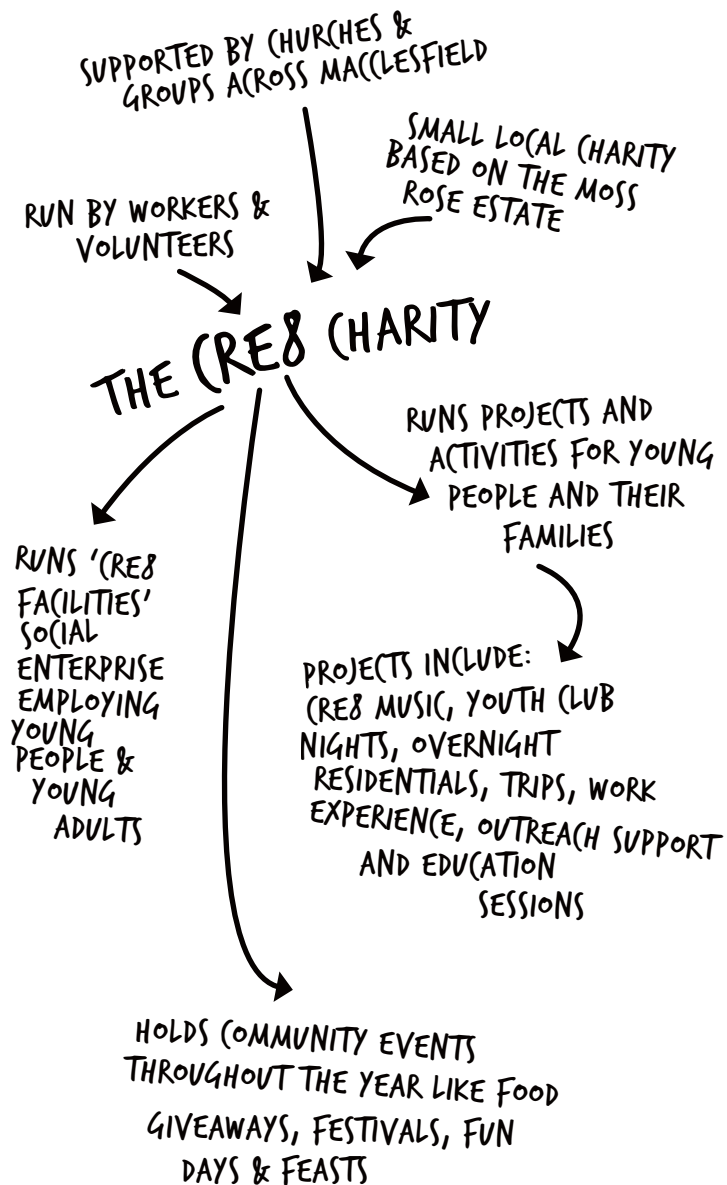 SUPPORTED BY CHURCHES &
GROUPS ACROSS MACCLESFIELD
SMALL LOCAL CHARITY
BASED ON THE MOSS
ROSE ESTATE
RUN BY WORKERS &
VOLUNTEERS
THE CRE8 CHARITY
RUNS PROJECTS AND
ACTIVITIES FOR YOUNG
PEOPLE AND THEIR
FAMILIES
RUNS 'CRE8
FACILITIES'
SOCIAL
ENTERPRISE
EMPLOYING
YOUNG
PEOPLE &
YOUNG
ADULTS
PROJECTS INCLUDE:
CRE8 MUSIC, YOUTH CLUB
NIGHTS, OVERNIGHT
RESIDENTIALS, TRIPS, WORK
EXPERIENCE, OUTREACH SUPPORT
AND EDUCATION
SESSIONS
HOLDS COMMUNITY EVENTS
THROUGHOUT THE YEAR LIKE FOOD
GIVEAWAYS, FESTIVALS, FUN
DAYS & FEASTS